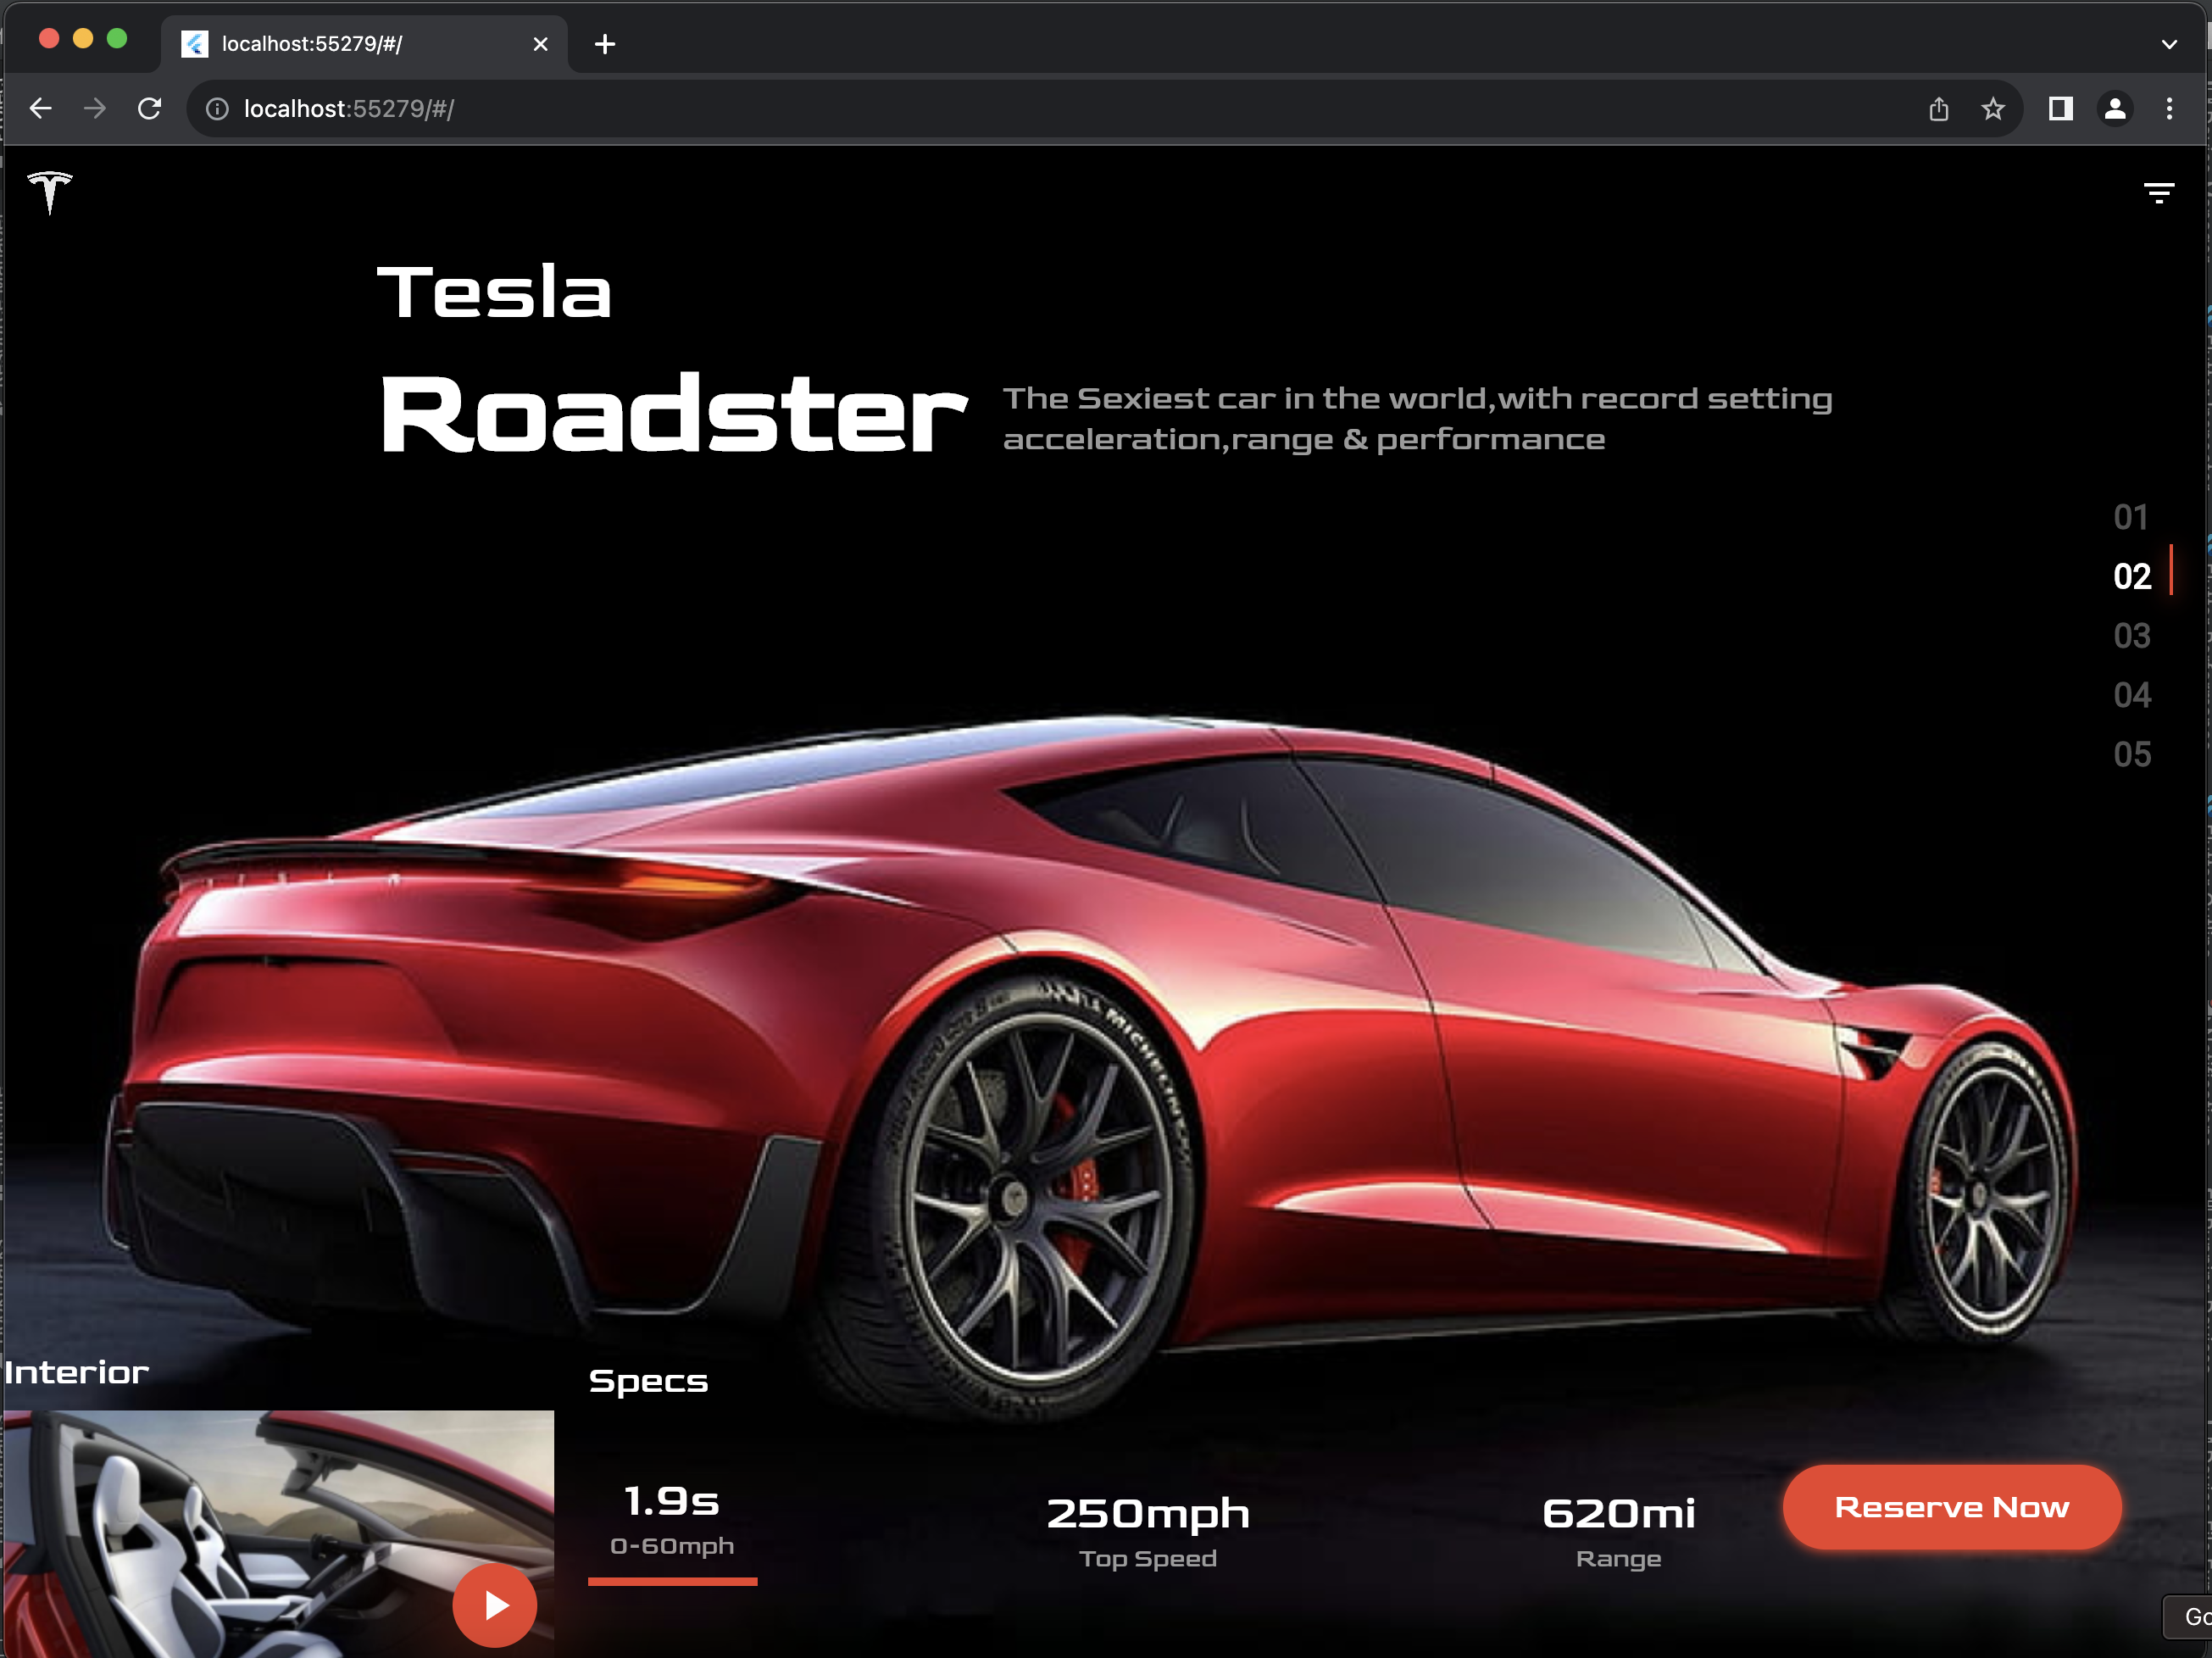 localhost:55279/#/
localhost:55279/#/
Tesla
Roadster
The Sexiest car in the world,with record setting
acceleration,range & performance
01
02
03
04
05
MICHELIN
Interior
Specs
1.9s
0-60mph
250mph
Top Speed
620mi
Range
Reserve Now